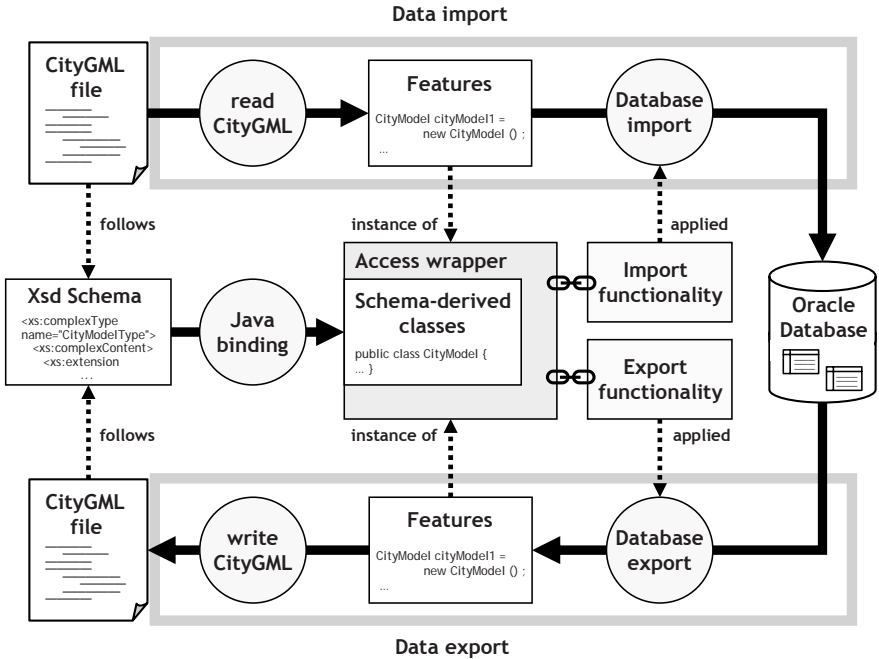 Data import
CityGML
file
read
CityGML
Features
CityModel cityModel1 =
new CityModel () ;
...
Database
import
follows
instance of
applied
Xsd Schema
<xs:complexType
name="CityModelType">
<xs:complexContent>
<xs:extension
...
Java
binding
Access wrapper
Schema-derived
classes
public class CityModel {
... }
Import
functionality
Export
functionality
Oracle
Database
follows
instance of
applied
CityGML
file
write
CityGML
Features
CityModel cityModel1 =
new CityModel () ;
...
Database
export
Data export